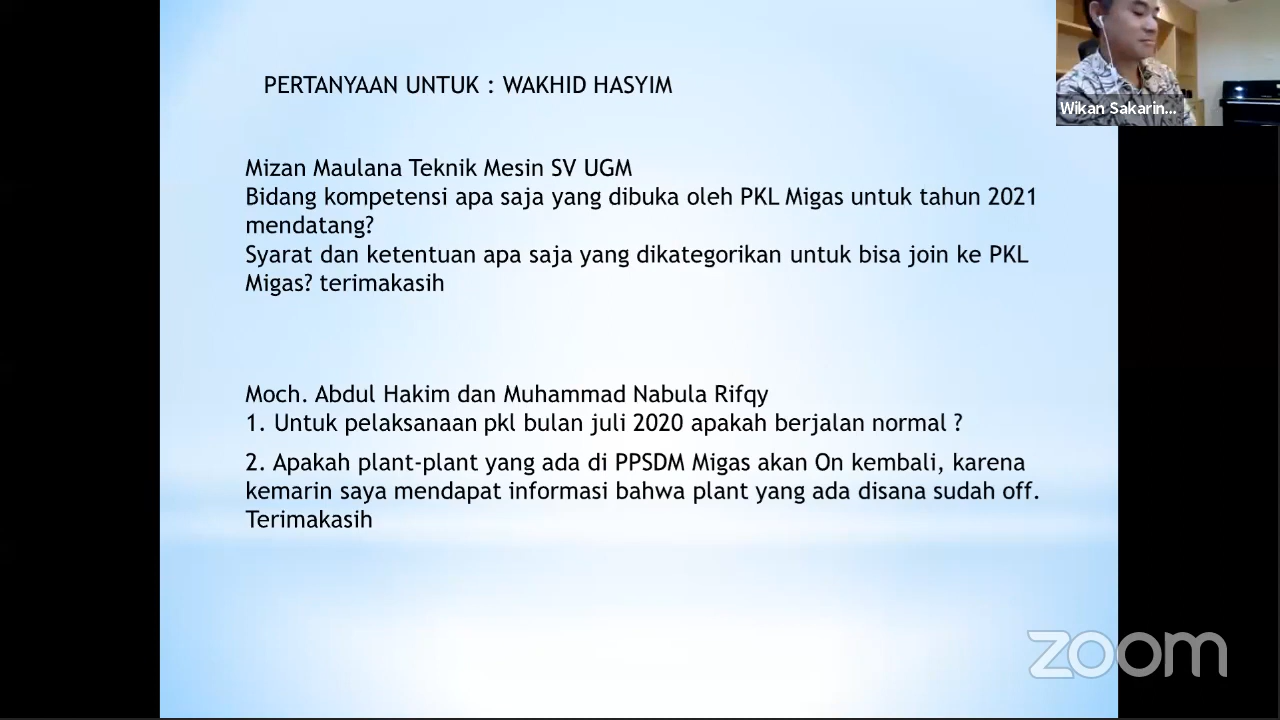 PERTANYAAN UNTUK : WAKHID HASYIM
Wikan Sakarin...
Mizan Maulana Teknik Mesin SV UGM
Bidang kompetensi apa saja yang dibuka oleh PKL Migas untuk tahun 2021
mendatang?
Syarat dan ketentuan apa saja yang dikategorikan untuk bisa join ke PKL
Migas? terimakasih
Moch. Abdul Hakim dan Muhammad Nabula Rifqy
1. Untuk pelaksanaan pkl bulan juli 2020 apakah berjalan normal ?
2. Apakah plant-plant yang ada di PPSDM Migas akan On kembali, karena
kemarin saya mendapat informasi bahwa plant yang ada disana sudah off.
Terimakasih
zoom